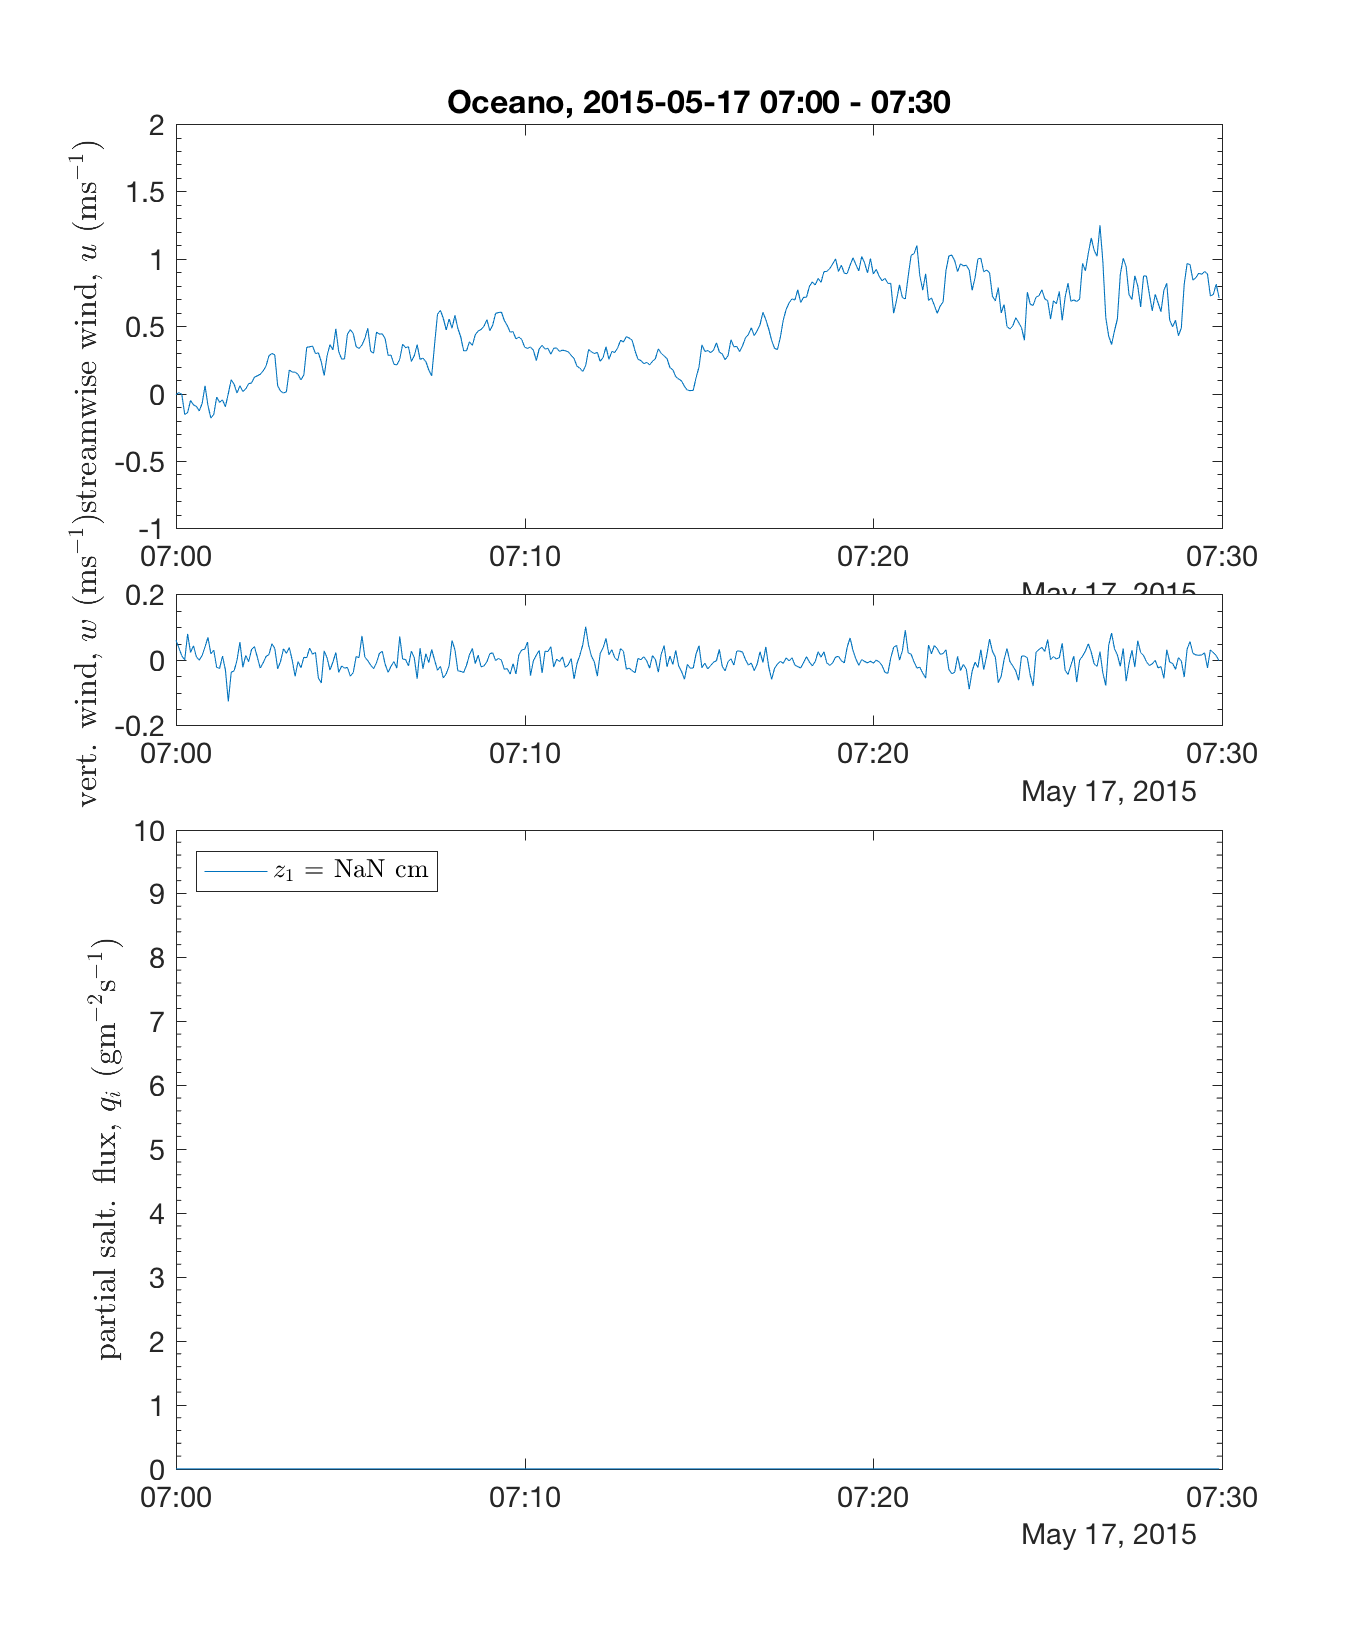 Oceano, 2015-05-17 07:00 - 07:30
streamwise wind, u (ms⁻¹)
2
1.5
1
0.5
0
-0.5
-1
07:00 07:10 07:20 07:30
May 17, 2015
vert. wind, w (ms⁻¹)
0.2
0
-0.2
07:00 07:10 07:20 07:30
May 17, 2015
partial salt. flux, qᵢ (gm⁻²s⁻¹)
10
z₁ = NaN cm
9
8
7
6
5
4
3
2
1
0
07:00 07:10 07:20 07:30
May 17, 2015